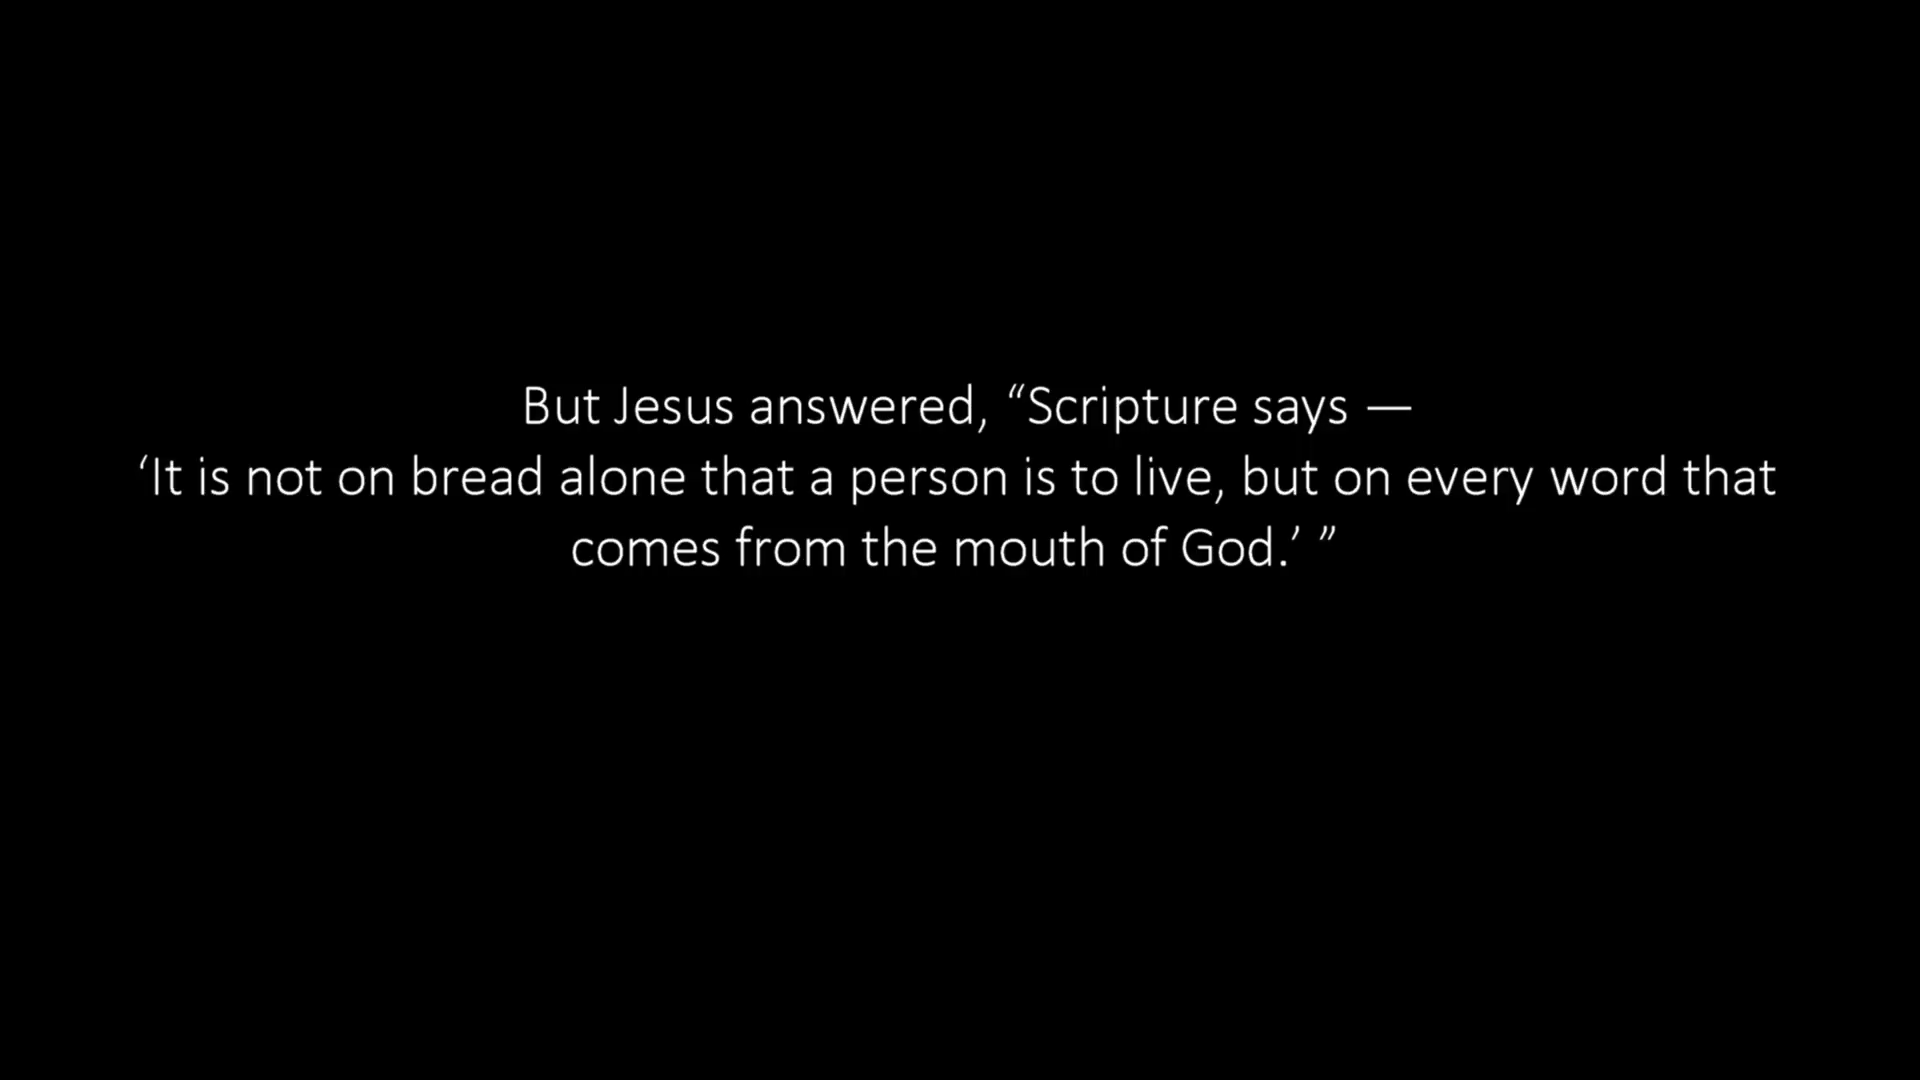 But Jesus answered, “Scripture says —
‘It is not on bread alone that a person is to live, but on every word that
comes from the mouth of God.’ ”